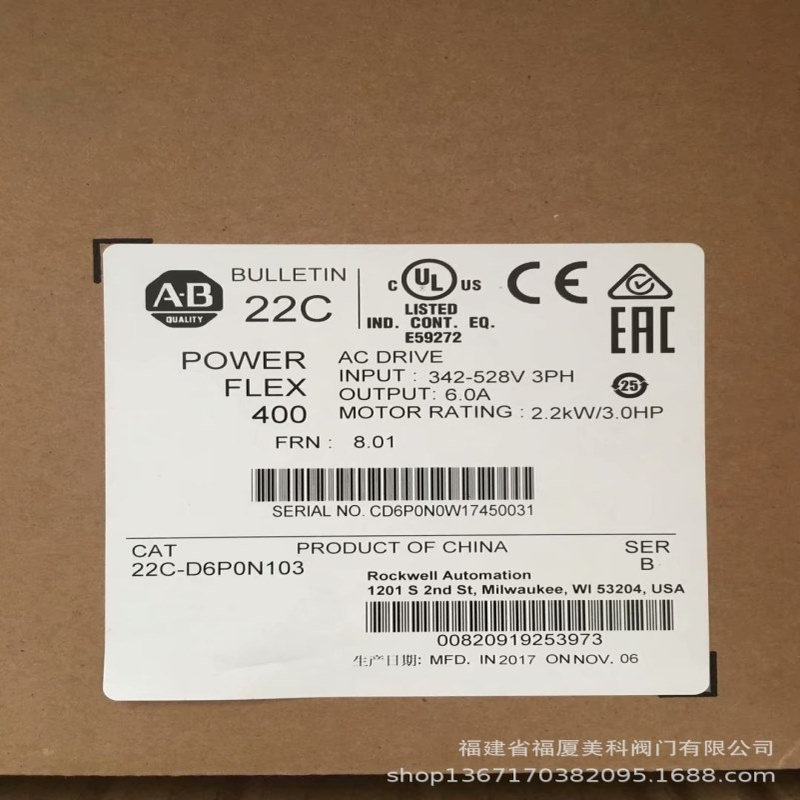 A·B
QUALITY
BULLETIN
22C
C UL US
LISTED
IND. CONT. EQ.
E59272
CE
EAC
25
POWER
FLEX
400
AC DRIVE
INPUT : 342-528V 3PH
OUTPUT: 6.0A
MOTOR RATING : 2.2kW/3.0HP
FRN : 8.01
SERIAL NO. CD6P0N0W17450031
CAT
22C-D6P0N103
PRODUCT OF CHINA
SER
B
Rockwell Automation
1201 S 2nd St, Milwaukee, WI 53204, USA
00820919253973
生产日期: MFD. IN 2017 ON NOV. 06
福建省福厦美科阀门有限公司
shop1367170382095.1688.com